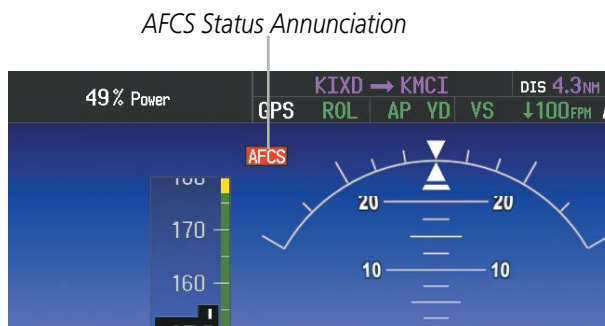 AFCS Status Annunciation
49% Power
KIXD → KMCI
DIS 4.3NM
GPS ROL AP YD VS ↓100FPM
AFCS
170
160
20 20
10 10